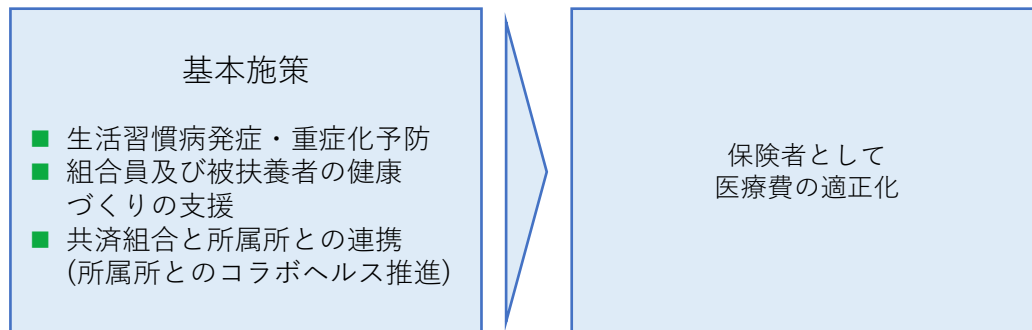 基本施策
■ 生活習慣病発症・重症化予防
■ 組合員及び被扶養者の健康
づくりの支援
■ 共済組合と所属所との連携
(所属所とのコラボヘルス推進)
保険者として
医療費の適正化